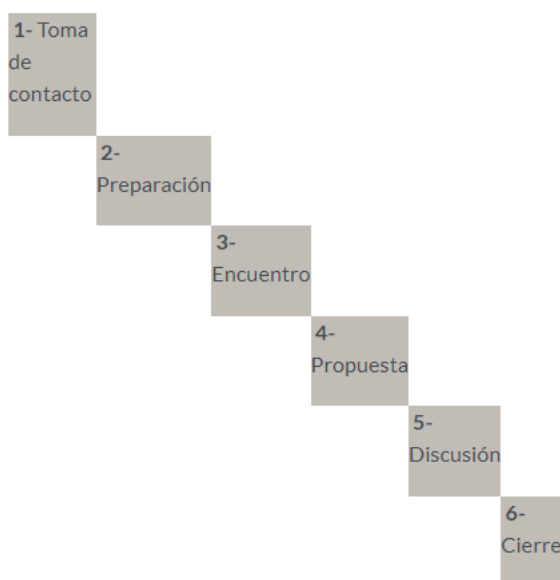 1- Toma
de
contacto
2-
Preparación
3-
Encuentro
4-
Propuesta
5-
Discusión
6-
Cierre